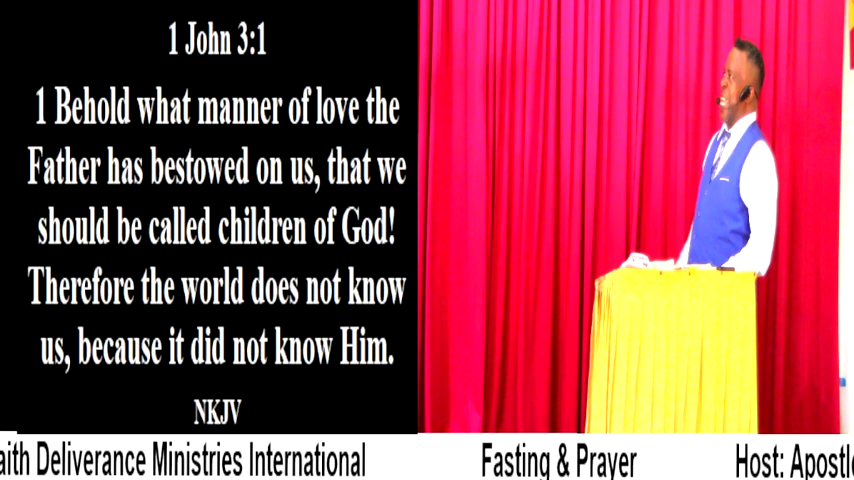 1 John 3:1
1 Behold what manner of love the
Father has bestowed on us, that we
should be called children of God!
Therefore the world does not know
us, because it did not know Him.
NKJV
aith Deliverance Ministries International Fasting & Prayer Host: Apostle